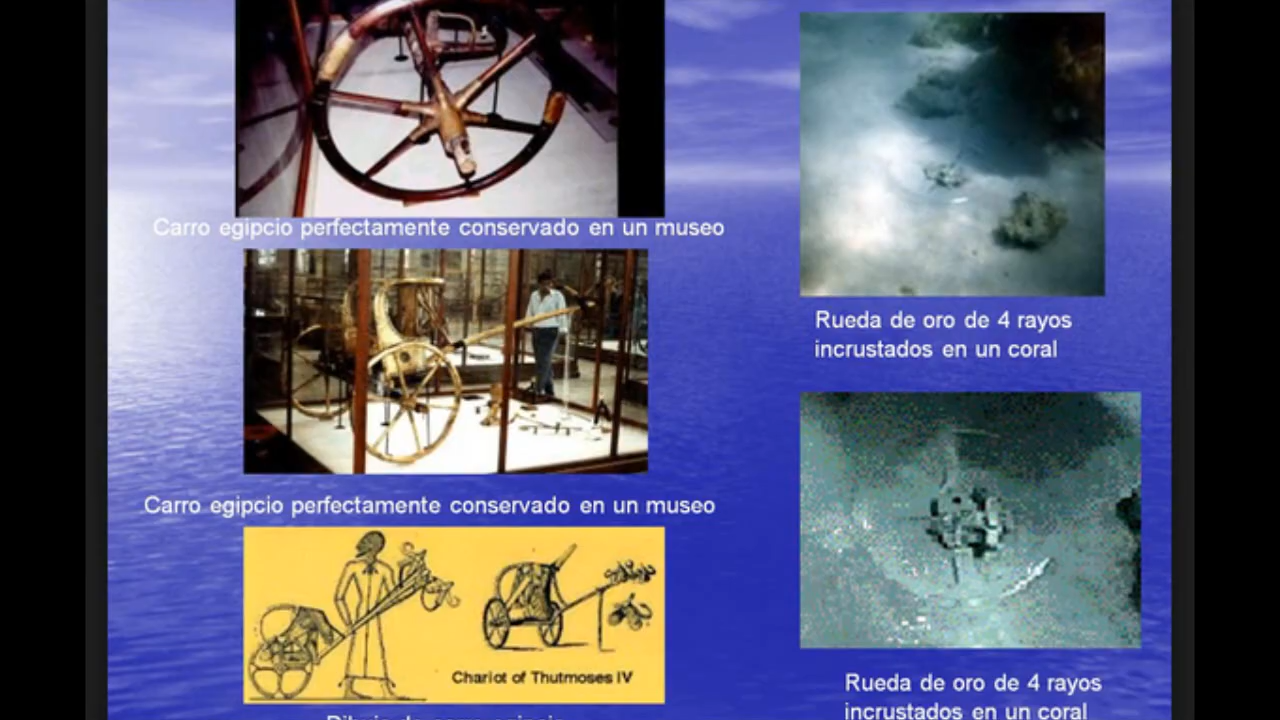 Carro egipcio perfectamente conservado en un museo
Carro egipcio perfectamente conservado en un museo
Chariot of Thutmoses IV
Rueda de oro de 4 rayos
incrustados en un coral
Rueda de oro de 4 rayos
incrustados en un coral